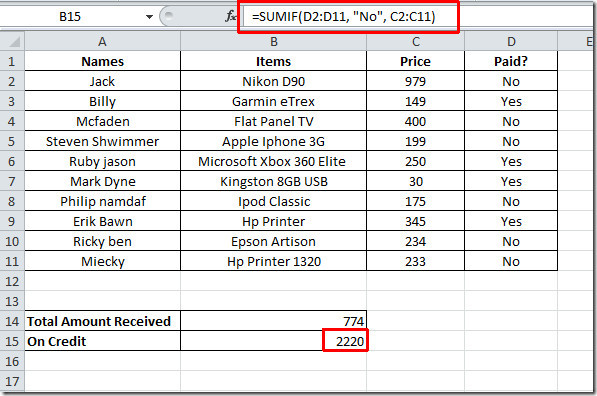 B15 fx =SUMIF(D2:D11, "No", C2:C11)
A B C D E
1 Names Items Price Paid?
2 Jack Nikon D90 979 No
3 Billy Garmin eTrex 149 Yes
4 Mcfaden Flat Panel TV 400 No
5 Steven Shwimmer Apple Iphone 3G 199 No
6 Ruby jason Microsoft Xbox 360 Elite 250 Yes
7 Mark Dyne Kingston 8GB USB 30 Yes
8 Philip namdaf Ipod Classic 175 No
9 Erik Bawn Hp Printer 345 Yes
10 Ricky ben Epson Artison 234 No
11 Miecky Hp Printer 1320 233 No
12
13
14 Total Amount Received 774
15 On Credit 2220
16
17